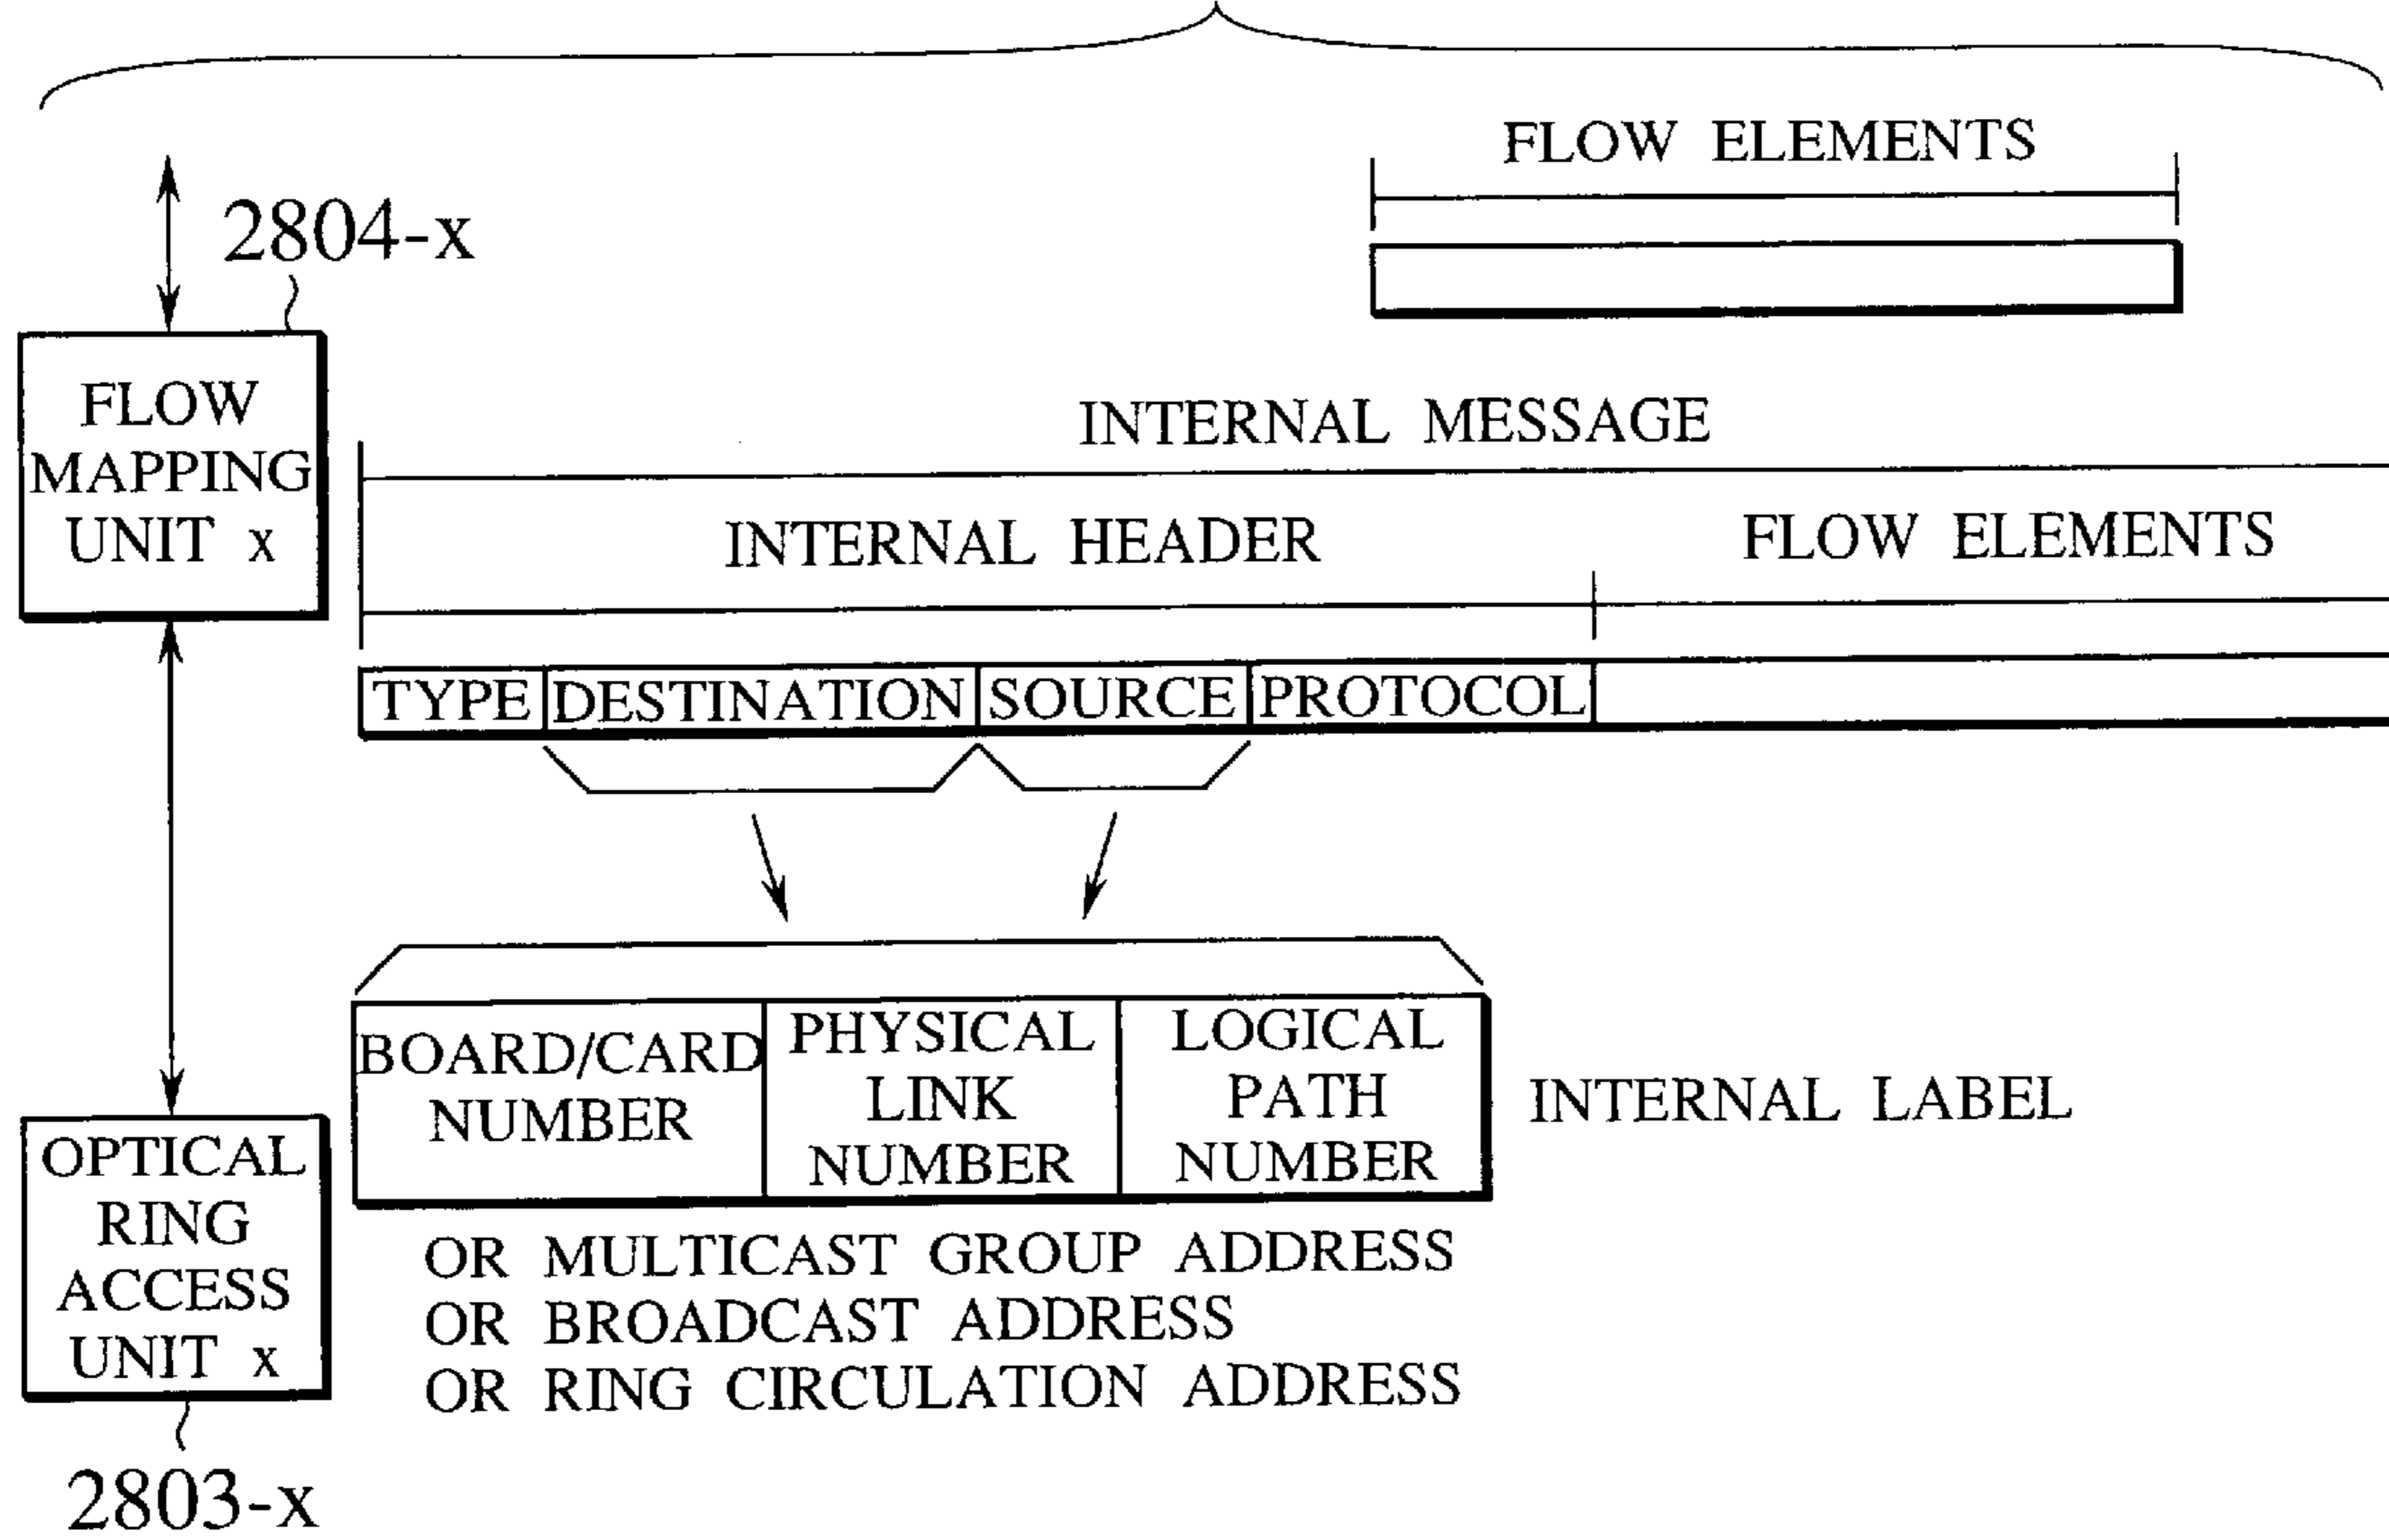 FLOW ELEMENTS
2804-x
FLOW
MAPPING
UNIT x
INTERNAL MESSAGE
INTERNAL HEADER
FLOW ELEMENTS
TYPE
DESTINATION
SOURCE
PROTOCOL
BOARD/CARD
NUMBER
PHYSICAL
LINK
NUMBER
LOGICAL
PATH
NUMBER
INTERNAL LABEL
OPTICAL
RING
ACCESS
UNIT x
OR MULTICAST GROUP ADDRESS
OR BROADCAST ADDRESS
OR RING CIRCULATION ADDRESS
2803-x